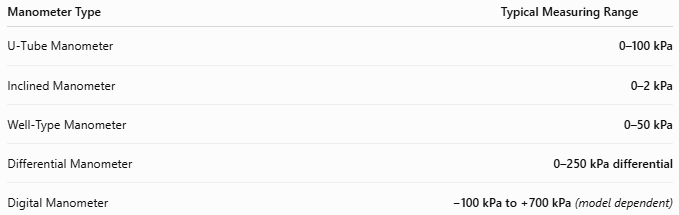 Manometer Type Typical Measuring Range
U-Tube Manometer 0–100 kPa
Inclined Manometer 0–2 kPa
Well-Type Manometer 0–50 kPa
Differential Manometer 0–250 kPa differential
Digital Manometer −100 kPa to +700 kPa (model dependent)